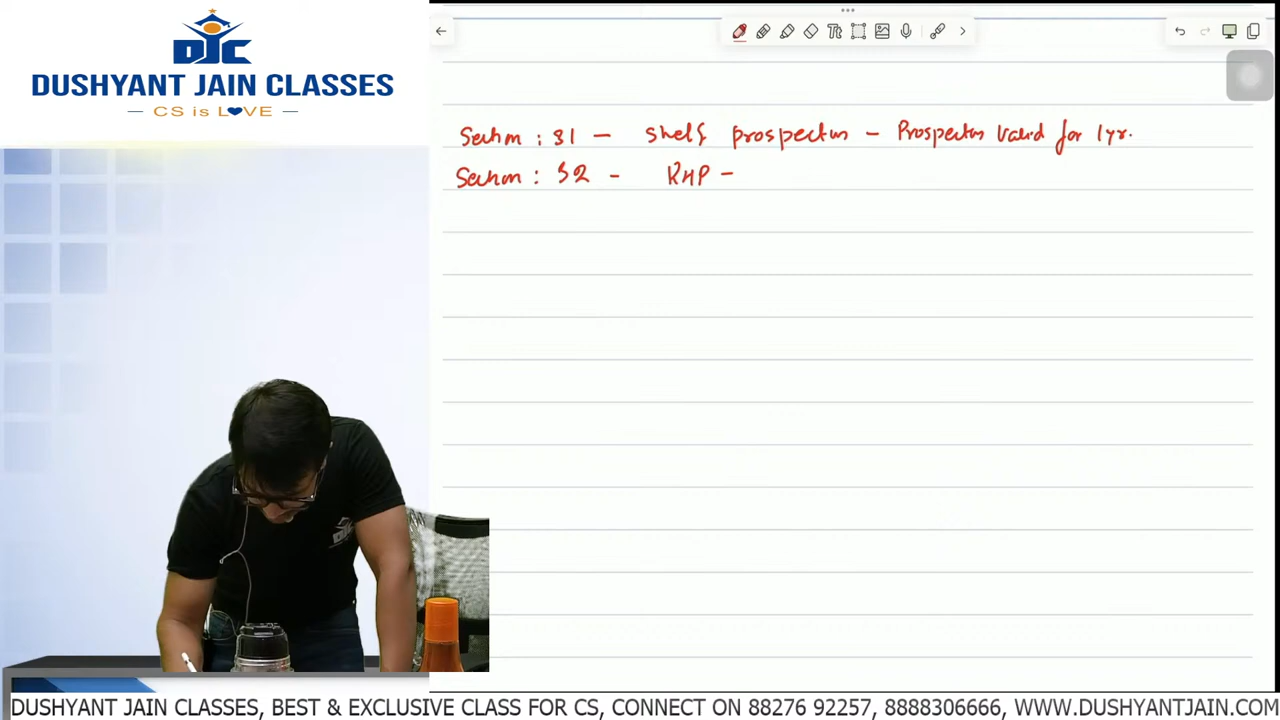 DJC
DUSHYANT JAIN CLASSES
— CS is LOVE —
Section : 31 – Shelf prospectus – Prospectus valid for 1yr.
Section : 32 – RHP –
DUSHYANT JAIN CLASSES, BEST & EXCLUSIVE CLASS FOR CS, CONNECT ON 88276 92257, 8888306666, WWW.DUSHYANTJAIN.COM